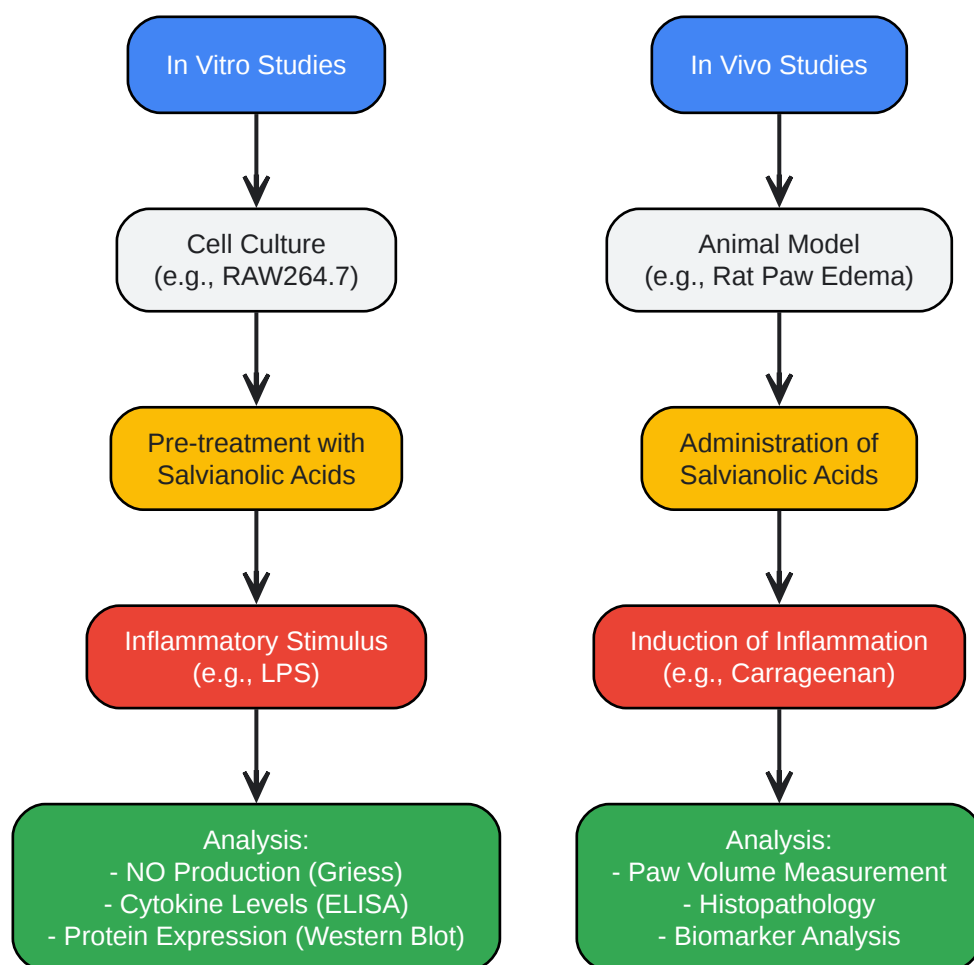 In Vitro Studies
Cell Culture
(e.g., RAW264.7)
Pre-treatment with
Salvianolic Acids
Inflammatory Stimulus
(e.g., LPS)
Analysis:
- NO Production (Griess)
- Cytokine Levels (ELISA)
- Protein Expression (Western Blot)
In Vivo Studies
Animal Model
(e.g., Rat Paw Edema)
Administration of
Salvianolic Acids
Induction of Inflammation
(e.g., Carrageenan)
Analysis:
- Paw Volume Measurement
- Histopathology
- Biomarker Analysis